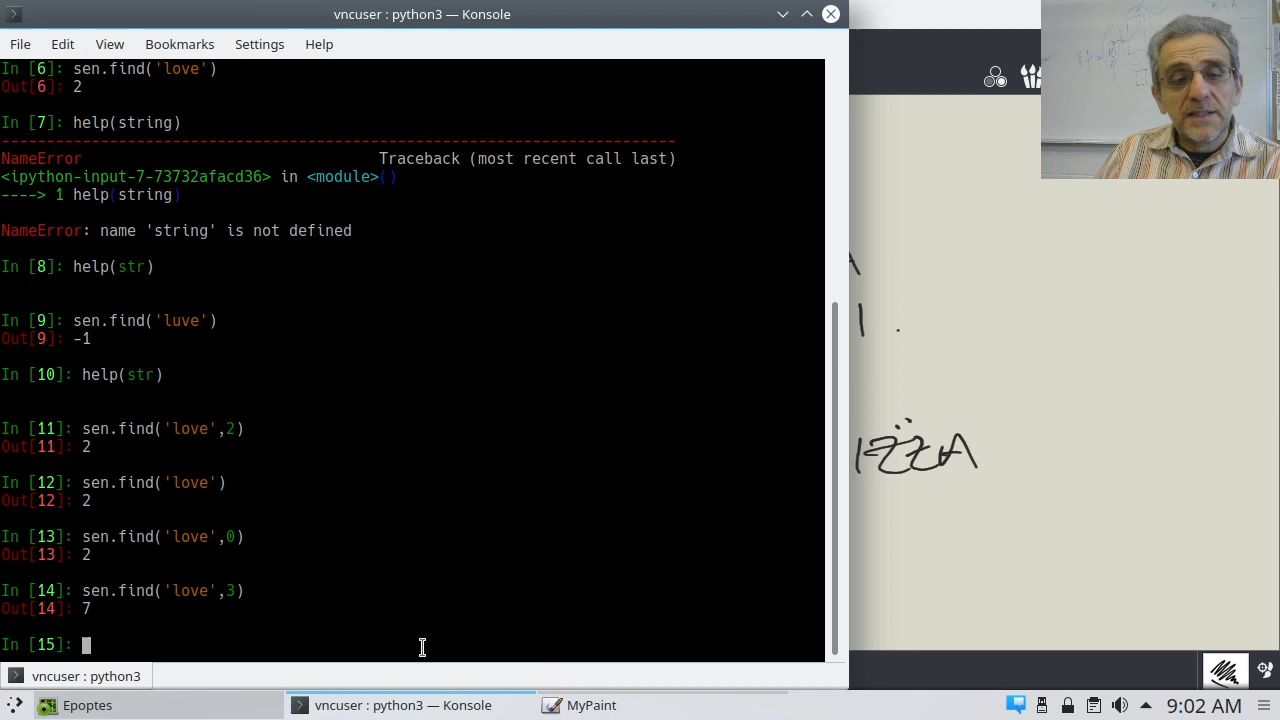 vncuser : python3 — Konsole
File Edit View Bookmarks Settings Help
In [6]: sen.find('love')
Out[6]: 2
In [7]: help(string)
---------------------------------------------------------------------------
NameError Traceback (most recent call last)
<ipython-input-7-73732afacd36> in <module>()
----> 1 help(string)
NameError: name 'string' is not defined
In [8]: help(str)
In [9]: sen.find('luve')
Out[9]: -1
In [10]: help(str)
In [11]: sen.find('love',2)
Out[11]: 2
In [12]: sen.find('love')
Out[12]: 2
In [13]: sen.find('love',0)
Out[13]: 2
In [14]: sen.find('love',3)
Out[14]: 7
In [15]:
IZZA
vncuser : python3
Epoptes
vncuser : python3 — Konsole
MyPaint
9:02 AM